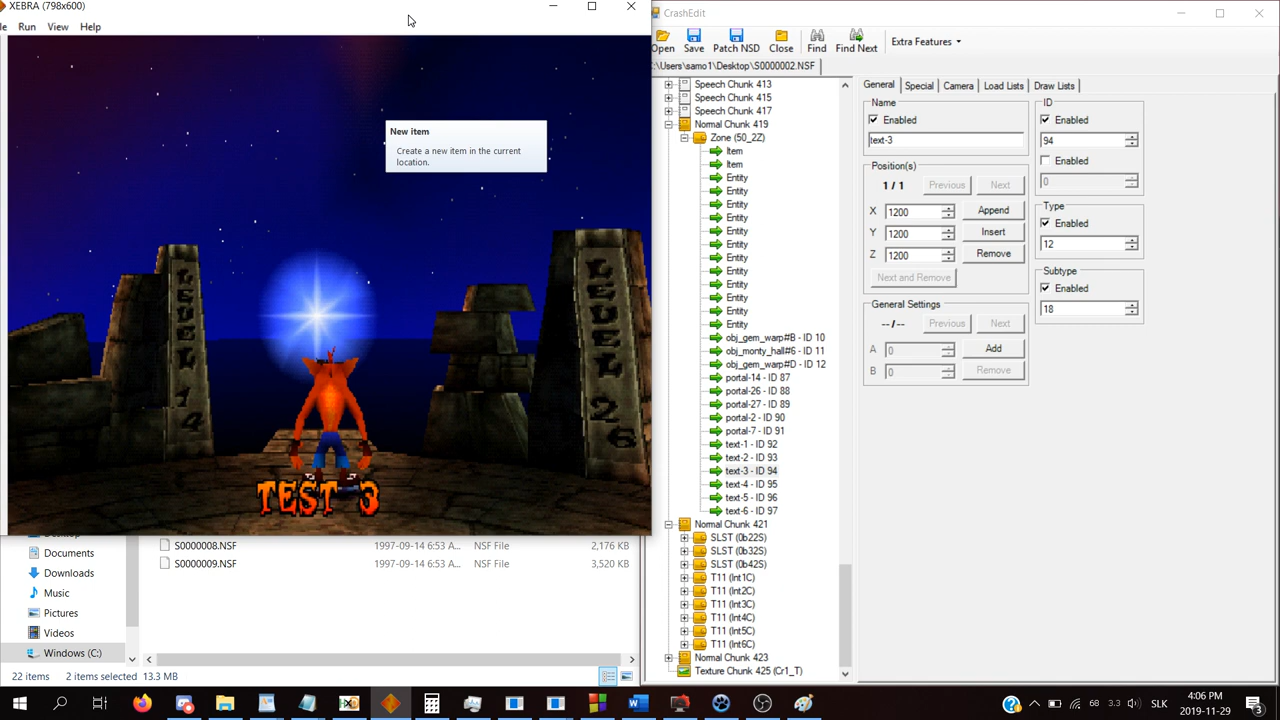 XEBRA (798x600)
Run View Help
New item
Create a new item in the current
location.
LEVEL 14
LEVEL 26
TEST 3
Documents
Downloads
Music
Pictures
Videos
Windows (C:)
S0000008.NSF 1997-09-14 6:53 A... NSF File 2,176 KB
S0000009.NSF 1997-09-14 6:53 A... NSF File 3,520 KB
22 items 2 items selected 13.3 MB
CrashEdit
Open Save Patch NSD Close Find Find Next Extra Features
:\Users\samo1\Desktop\S0000002.NSF
Speech Chunk 413
Speech Chunk 415
Speech Chunk 417
Normal Chunk 419
Zone (50_2Z)
Item
Item
Entity
Entity
Entity
Entity
Entity
Entity
Entity
Entity
Entity
Entity
Entity
Entity
obj_gem_warp#B - ID 10
obj_monty_hall#6 - ID 11
obj_gem_warp#D - ID 12
portal-14 - ID 87
portal-26 - ID 88
portal-27 - ID 89
portal-2 - ID 90
portal-7 - ID 91
text-1 - ID 92
text-2 - ID 93
text-3 - ID 94
text-4 - ID 95
text-5 - ID 96
text-6 - ID 97
Normal Chunk 421
SLST (0b22S)
SLST (0b32S)
SLST (0b42S)
T11 (Int1C)
T11 (Int2C)
T11 (Int3C)
T11 (Int4C)
T11 (Int5C)
T11 (Int6C)
Normal Chunk 423
Texture Chunk 425 (Cr1_T)
General Special Camera Load Lists Draw Lists
Name
Enabled
text-3
Position(s)
1 / 1 Previous Next
X 1200 Append
Y 1200 Insert
Z 1200 Remove
Next and Remove
General Settings
--/-- Previous Next
A 0 Add
B 0 Remove
ID
Enabled
94
Enabled
0
Type
Enabled
12
Subtype
Enabled
18
68 3.3 SLK 4:06 PM
2019-11-29 3